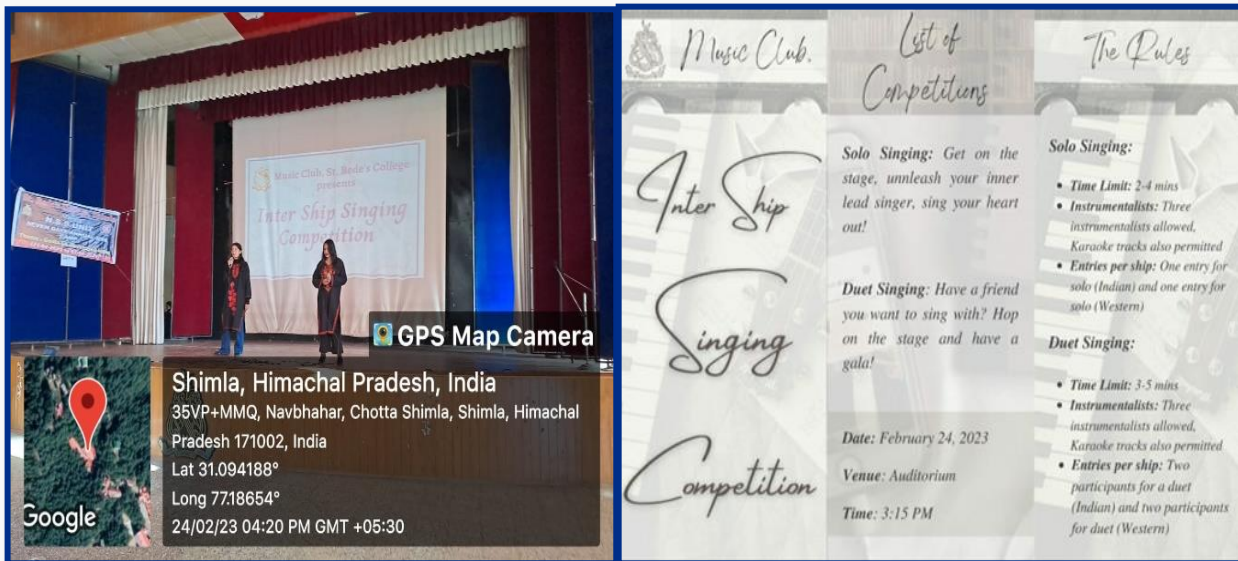 Music Club, St. Bede's College
presents
Inter Ship Singing
Competition
GPS Map Camera
Shimla, Himachal Pradesh, India
35VP+MMQ, Navbhahar, Chotta Shimla, Shimla, Himachal
Pradesh 171002, India
Lat 31.094188°
Long 77.18654°
24/02/23 04:20 PM GMT +05:30
Google
Music Club.
Inter Ship
Singing
Competition
List of
Competitions
Solo Singing: Get on the
stage, unnleash your inner
lead singer, sing your heart
out!
Duet Singing: Have a friend
you want to sing with? Hop
on the stage and have a
gala!
Date: February 24, 2023
Venue: Auditorium
Time: 3:15 PM
The Rules
Solo Singing:
• Time Limit: 2-4 mins
• Instrumentalists: Three
instrumentalists allowed,
Karaoke tracks also permitted
• Entries per ship: One entry for
solo (Indian) and one entry for
solo (Western)
Duet Singing:
• Time Limit: 3-5 mins
• Instrumentalists: Three
instrumentalists allowed,
Karaoke tracks also permitted
• Entries per ship: Two
participants for a duet
(Indian) and two participants
for duet (Western)